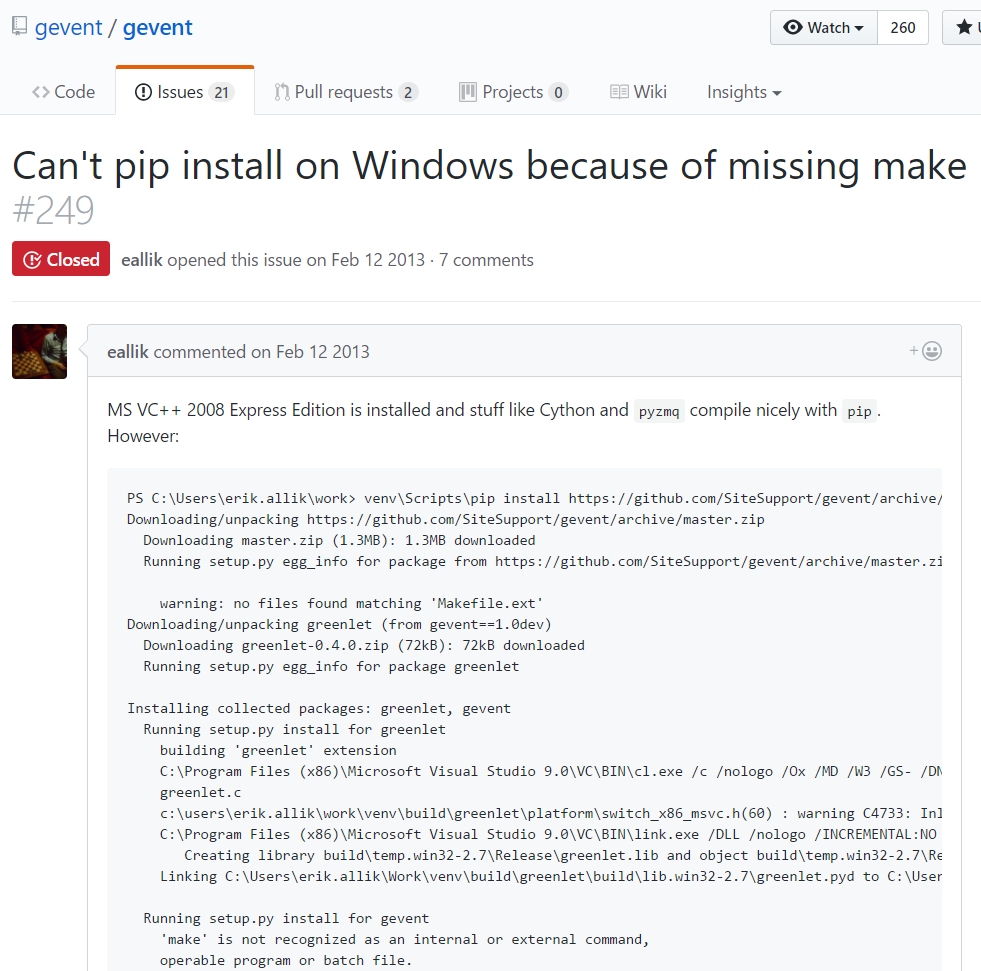 gevent / gevent
Watch 260
Code Issues 21 Pull requests 2 Projects 0 Wiki Insights
Can't pip install on Windows because of missing make
#249
Closed eallik opened this issue on Feb 12 2013 · 7 comments
eallik commented on Feb 12 2013
MS VC++ 2008 Express Edition is installed and stuff like Cython and pyzmq compile nicely with pip .
However:
PS C:\Users\erik.allik\work> venv\Scripts\pip install https://github.com/SiteSupport/gevent/archive/
Downloading/unpacking https://github.com/SiteSupport/gevent/archive/master.zip
Downloading master.zip (1.3MB): 1.3MB downloaded
Running setup.py egg_info for package from https://github.com/SiteSupport/gevent/archive/master.zi
warning: no files found matching 'Makefile.ext'
Downloading/unpacking greenlet (from gevent==1.0dev)
Downloading greenlet-0.4.0.zip (72kB): 72kB downloaded
Running setup.py egg_info for package greenlet
Installing collected packages: greenlet, gevent
Running setup.py install for greenlet
building 'greenlet' extension
C:\Program Files (x86)\Microsoft Visual Studio 9.0\VC\BIN\cl.exe /c /nologo /Ox /MD /W3 /GS- /DN
greenlet.c
c:\users\erik.allik\work\venv\build\greenlet\platform\switch_x86_msvc.h(60) : warning C4733: Inl
C:\Program Files (x86)\Microsoft Visual Studio 9.0\VC\BIN\link.exe /DLL /nologo /INCREMENTAL:NO
Creating library build\temp.win32-2.7\Release\greenlet.lib and object build\temp.win32-2.7\Re
Linking C:\Users\erik.allik\Work\venv\build\greenlet\build\lib.win32-2.7\greenlet.pyd to C:\User
Running setup.py install for gevent
'make' is not recognized as an internal or external command,
operable program or batch file.